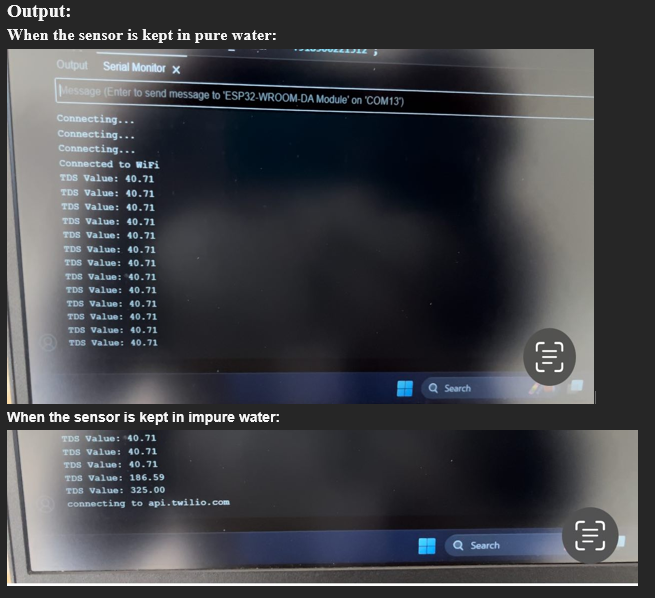 Output:
When the sensor is kept in pure water:
Output Serial Monitor X
Message (Enter to send message to 'ESP32-WROOM-DA Module' on 'COM13')
Connecting...
Connecting...
Connecting...
Connected to WiFi
TDS Value: 40.71
TDS Value: 40.71
TDS Value: 40.71
TDS Value: 40.71
TDS Value: 40.71
TDS Value: 40.71
TDS Value: 40.71
TDS Value: 40.71
TDS Value: 40.71
TDS Value: 40.71
TDS Value: 40.71
TDS Value: 40.71
TDS Value: 40.71
Search
When the sensor is kept in impure water:
TDS Value: 40.71
TDS Value: 40.71
TDS Value: 40.71
TDS Value: 186.59
TDS Value: 325.00
connecting to api.twilio.com
Search